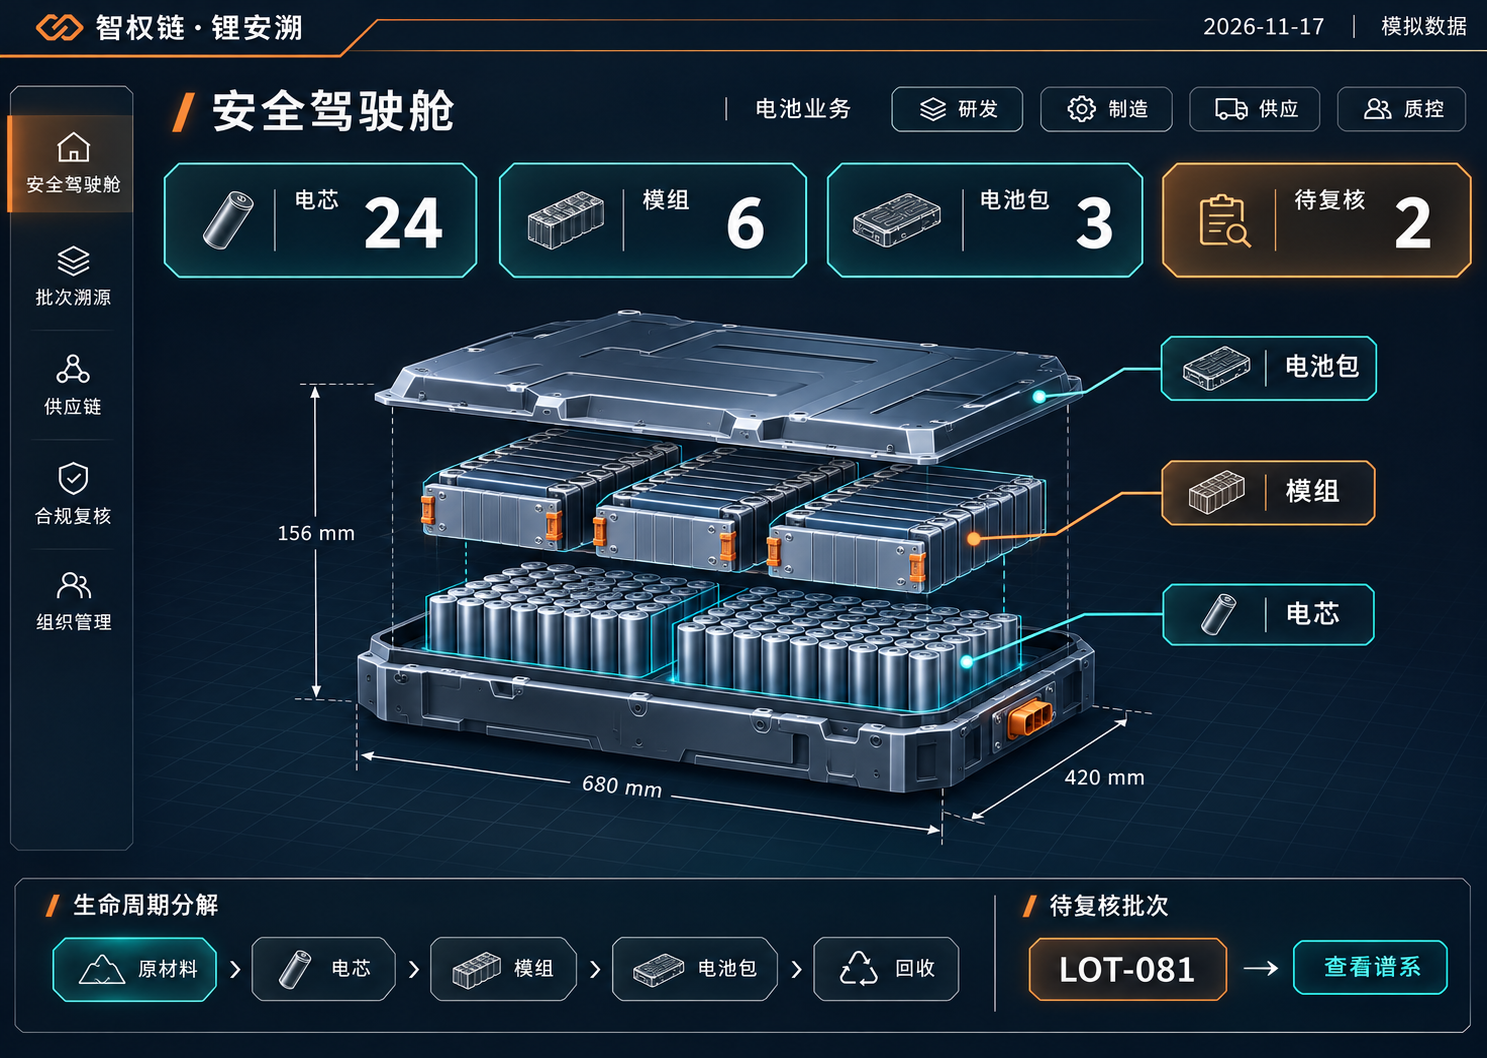 智权链·锂安溯
2026-11-17
模拟数据
安全驾驶舱
电池业务
研发
制造
供应
质控
安全驾驶舱
批次溯源
供应链
合规复核
组织管理
电芯
24
模组
6
电池包
3
待复核
2
电池包
模组
电芯
156 mm
680 mm
420 mm
生命周期分解
原材料
电芯
模组
电池包
回收
待复核批次
LOT-081
查看谱系